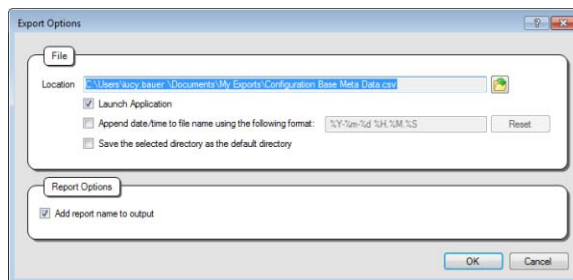 Export Options
File
Location C:\Users\lucy.bauer \Documents\My Exports\Configuration Base Meta Data.csv
Launch Application
Append date/time to file name using the following format: %Y-%m-%d %H.%M.%S Reset
Save the selected directory as the default directory
Report Options
Add report name to output
OK Cancel